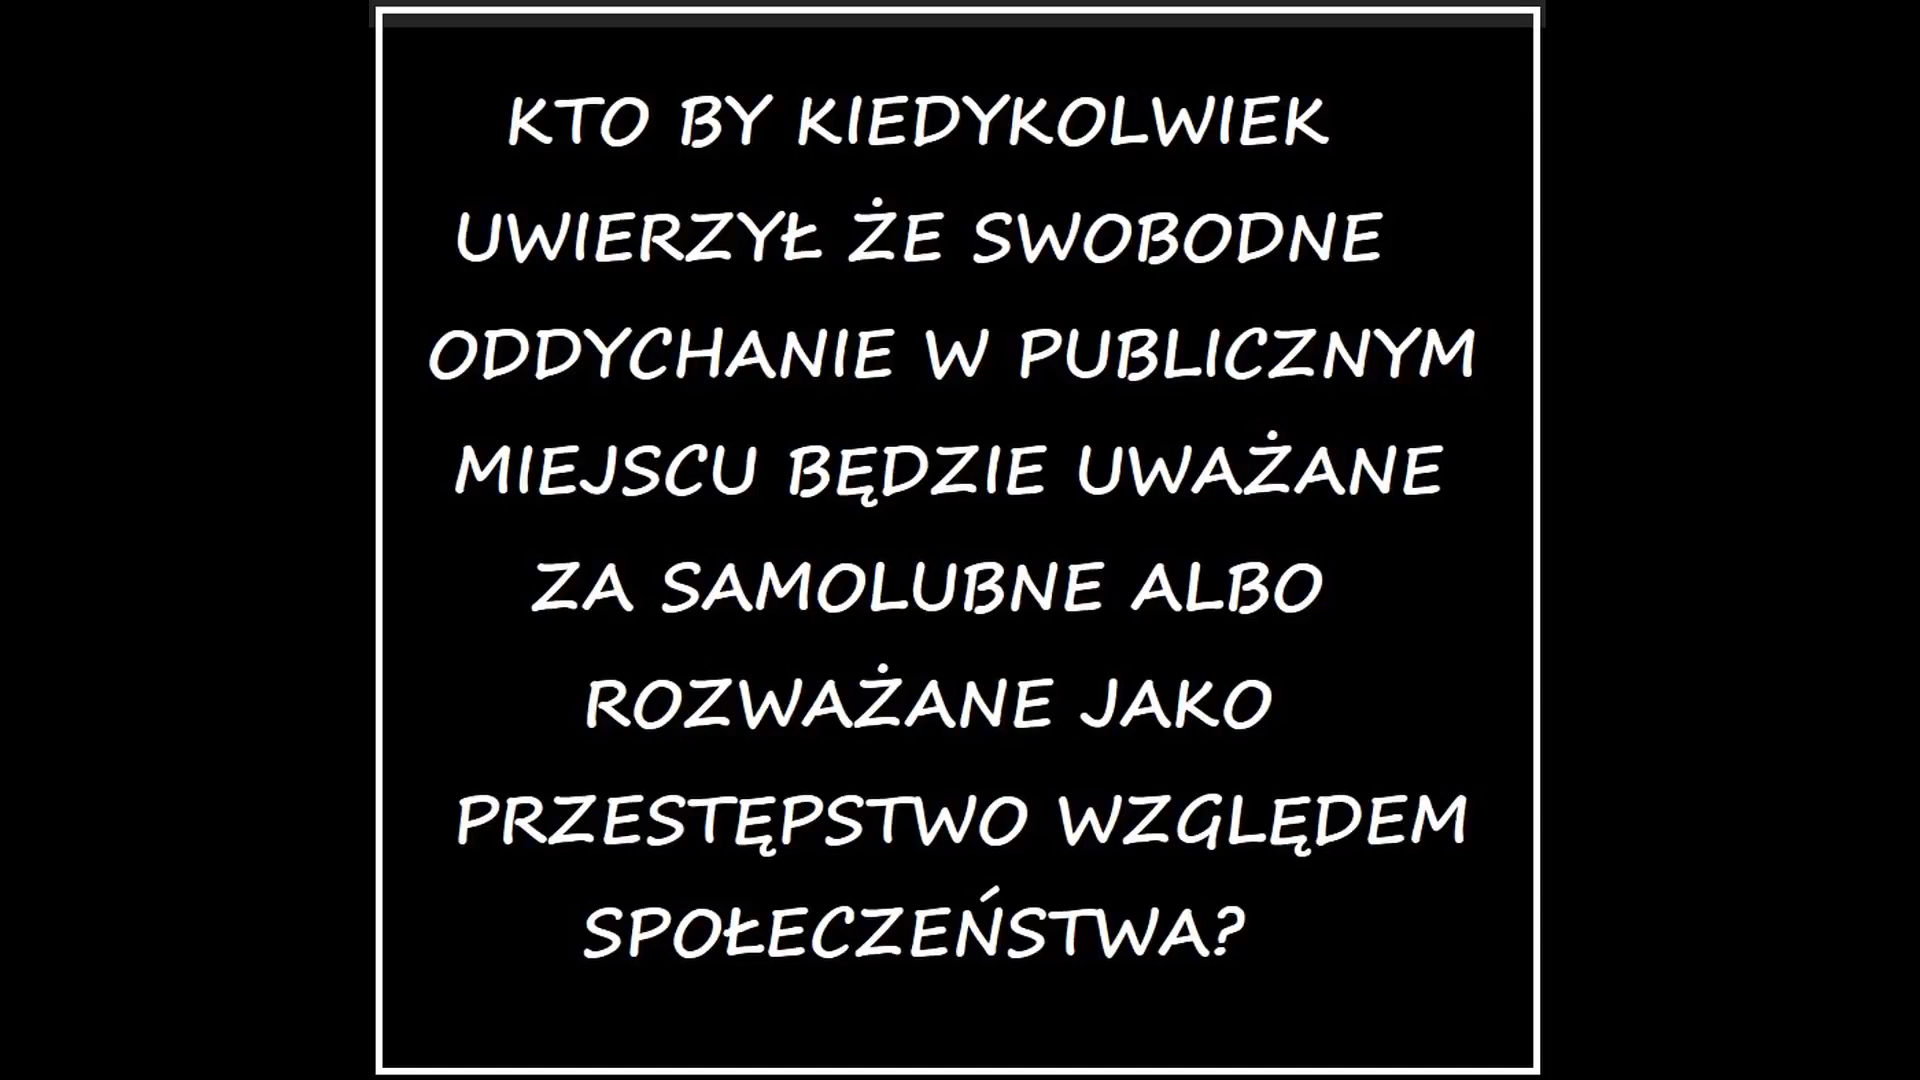 KTO BY KIEDYKOLWIEK
UWIERZYŁ ŻE SWOBODNE
ODDYCHANIE W PUBLICZNYM
MIEJSCU BĘDZIE UWAŻANE
ZA SAMOLUBNE ALBO
ROZWAŻANE JAKO
PRZESTĘPSTWO WZGLĘDEM
SPOŁECZEŃSTWA?